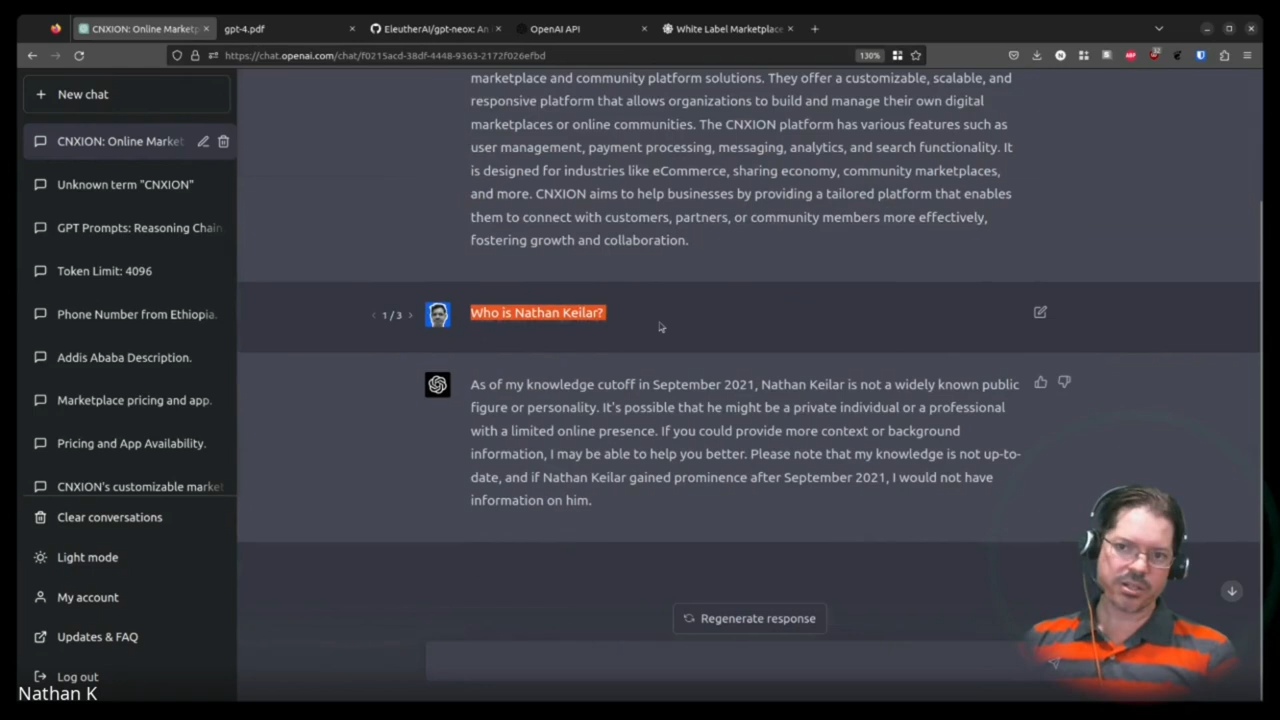 CNXION: Online Marketp
gpt-4.pdf
EleutherAI/gpt-neox: An
OpenAI API
White Label Marketplace
https://chat.openai.com/chat/f0215acd-38df-4448-9363-2172f026efbd
130%
32
New chat
CNXION: Online Market
Unknown term "CNXION"
GPT Prompts: Reasoning Chain
Token Limit: 4096
Phone Number from Ethiopia.
Addis Ababa Description.
Marketplace pricing and app.
Pricing and App Availability.
CNXION's customizable market
Clear conversations
Light mode
My account
Updates & FAQ
Log out
marketplace and community platform solutions. They offer a customizable, scalable, and
responsive platform that allows organizations to build and manage their own digital
marketplaces or online communities. The CNXION platform has various features such as
user management, payment processing, messaging, analytics, and search functionality. It
is designed for industries like eCommerce, sharing economy, community marketplaces,
and more. CNXION aims to help businesses by providing a tailored platform that enables
them to connect with customers, partners, or community members more effectively,
fostering growth and collaboration.
< 1 / 3 >
Who is Nathan Keilar?
As of my knowledge cutoff in September 2021, Nathan Keilar is not a widely known public
figure or personality. It's possible that he might be a private individual or a professional
with a limited online presence. If you could provide more context or background
information, I may be able to help you better. Please note that my knowledge is not up-to-
date, and if Nathan Keilar gained prominence after September 2021, I would not have
information on him.
Regenerate response
Nathan K